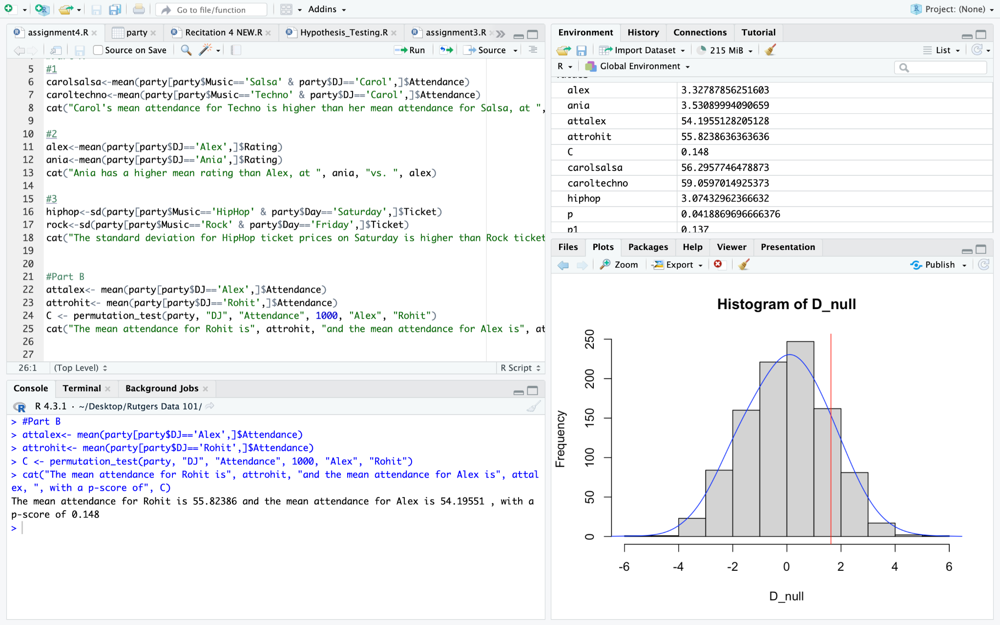 Go to file/function
Addins
Project: (None)
assignment4.R
party
Recitation 4 NEW.R
Hypothesis_Testing.R
assignment3.R
Source on Save
Run
Source
5 #1
6 carolsalsa<-mean(party[party$Music=='Salsa' & party$DJ=='Carol',]$Attendance)
7 caroltechno<-mean(party[party$Music=='Techno' & party$DJ=='Carol',]$Attendance)
8 cat("Carol's mean attendance for Techno is higher than her mean attendance for Salsa, at ",
9
10 #2
11 alex<-mean(party[party$DJ=='Alex',]$Rating)
12 ania<-mean(party[party$DJ=='Ania',]$Rating)
13 cat("Ania has a higher mean rating than Alex, at ", ania, "vs. ", alex)
14
15 #3
16 hiphop<-sd(party[party$Music=='HipHop' & party$Day=='Saturday',]$Ticket)
17 rock<-sd(party[party$Music=='Rock' & party$Day=='Friday',]$Ticket)
18 cat("The standard deviation for HipHop ticket prices on Saturday is higher than Rock ticket
19
20
21 #Part B
22 attalex<- mean(party[party$DJ=='Alex',]$Attendance)
23 attrohit<- mean(party[party$DJ=='Rohit',]$Attendance)
24 C <- permutation_test(party, "DJ", "Attendance", 1000, "Alex", "Rohit")
25 cat("The mean attendance for Rohit is", attrohit, "and the mean attendance for Alex is", at
26
27
26:1 (Top Level) R Script
Console Terminal Background Jobs
R 4.3.1 · ~/Desktop/Rutgers Data 101/
> #Part B
> attalex<- mean(party[party$DJ=='Alex',]$Attendance)
> attrohit<- mean(party[party$DJ=='Rohit',]$Attendance)
> C <- permutation_test(party, "DJ", "Attendance", 1000, "Alex", "Rohit")
> cat("The mean attendance for Rohit is", attrohit, "and the mean attendance for Alex is", attal
ex, ", with a p-score of", C)
The mean attendance for Rohit is 55.82386 and the mean attendance for Alex is 54.19551 , with a
p-score of 0.148
>
Environment History Connections Tutorial
Import Dataset 215 MiB List
R Global Environment
alex 3.32787856251603
ania 3.53089994090659
attalex 54.1955128205128
attrohit 55.8238636363636
C 0.148
carolsalsa 56.2957746478873
caroltechno 59.0597014925373
hiphop 3.07432962366632
p 0.0418869696666376
p1 0.137
Files Plots Packages Help Viewer Presentation
Zoom Export Publish
Histogram of D_null
Frequency
250
200
150
100
50
0
-6 -4 -2 0 2 4 6
D_null